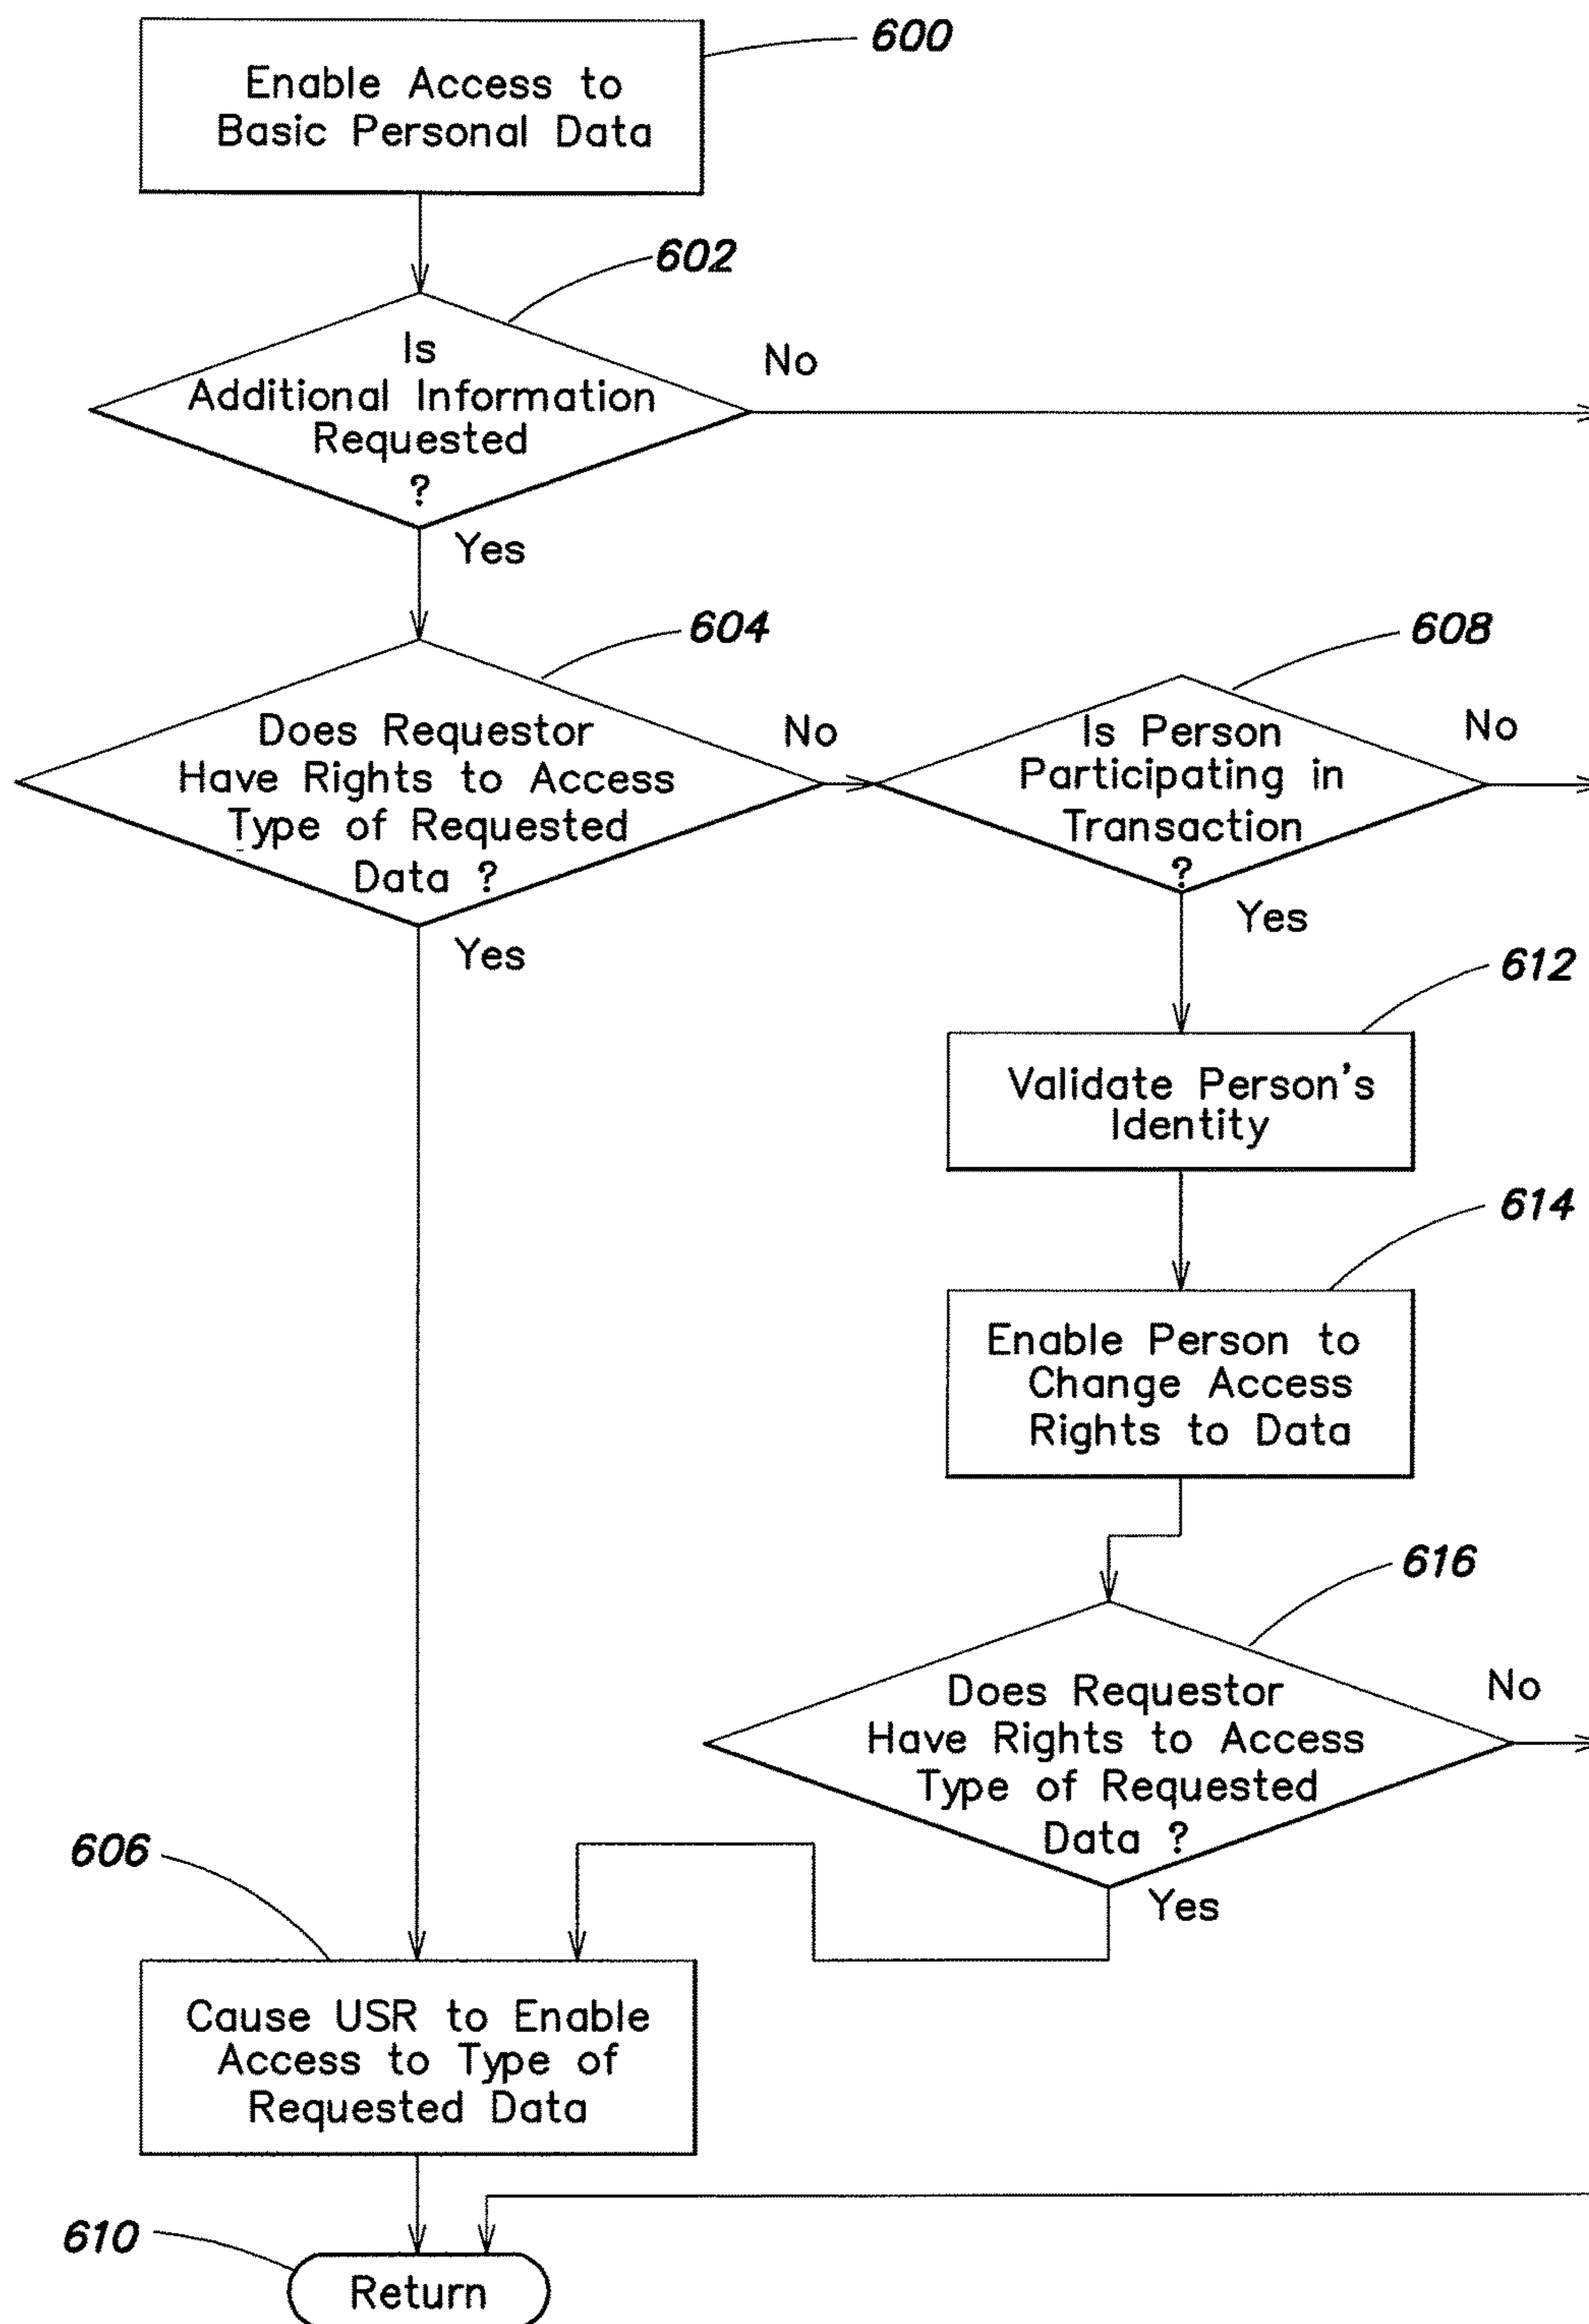 600
Enable Access to
Basic Personal Data
602
Is
Additional Information
Requested
?
No
Yes
604
Does Requestor
Have Rights to Access
Type of Requested
Data ?
No
Yes
608
Is Person
Participating in
Transaction
?
No
Yes
612
Validate Person's
Identity
614
Enable Person to
Change Access
Rights to Data
616
Does Requestor
Have Rights to Access
Type of Requested
Data ?
No
Yes
606
Cause USR to Enable
Access to Type of
Requested Data
610
Return